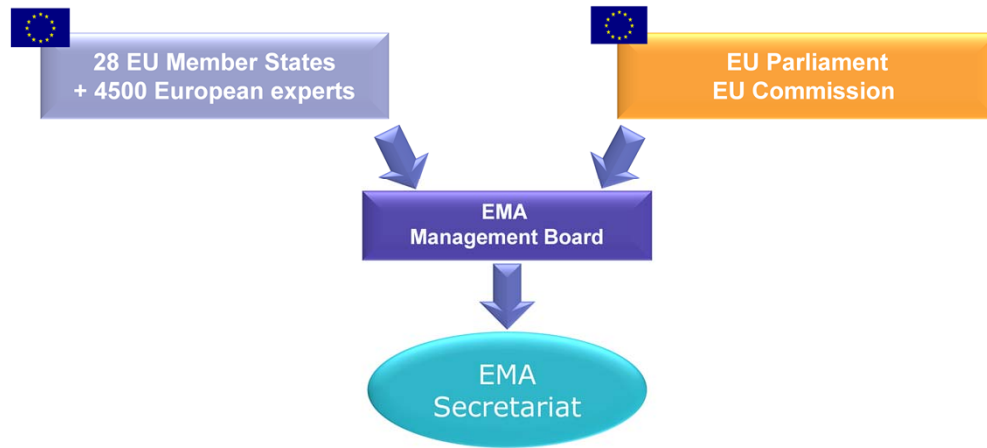 28 EU Member States
+ 4500 European experts
EU Parliament
EU Commission
EMA
Management Board
EMA
Secretariat